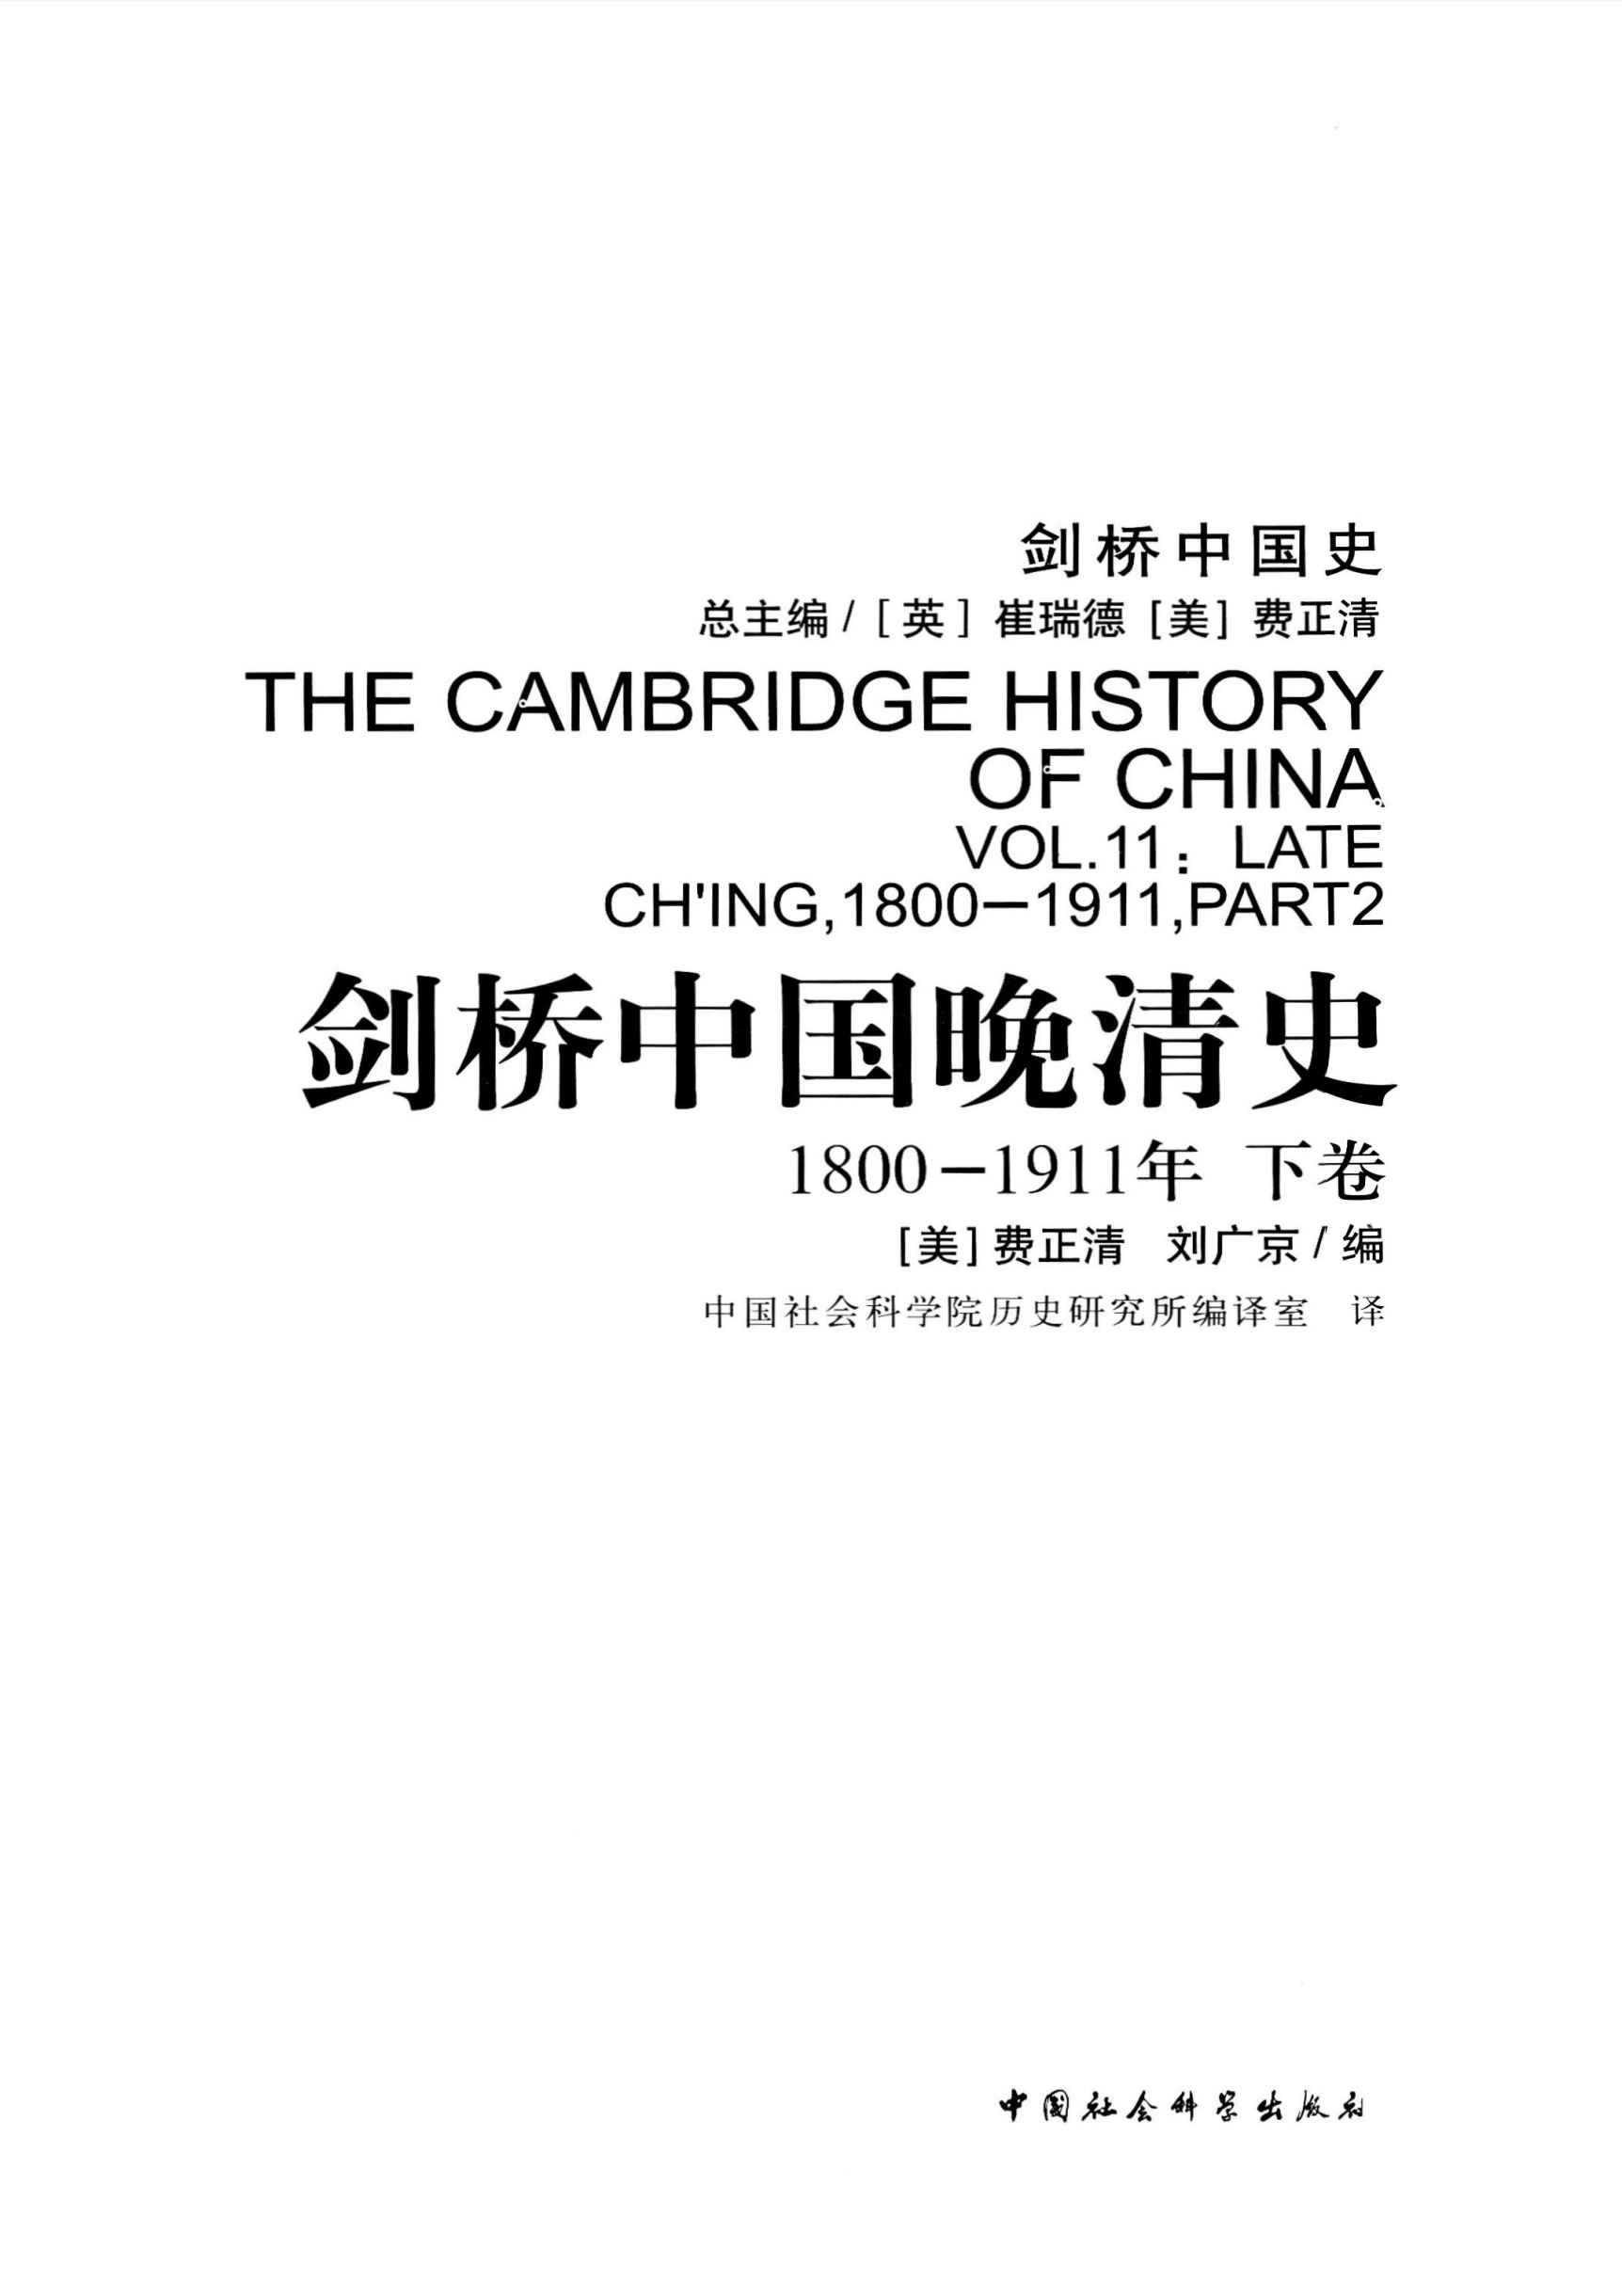 剑桥中国史
总主编 / [英] 崔瑞德 [美] 费正清
THE CAMBRIDGE HISTORY
OF CHINA
VOL.11： LATE
CH'ING,1800—1911,PART2
剑桥中国晚清史
1800－1911年 下卷
[美] 费正清 刘广京 / 编
中国社会科学院历史研究所编译室 译
中国社会科学出版社